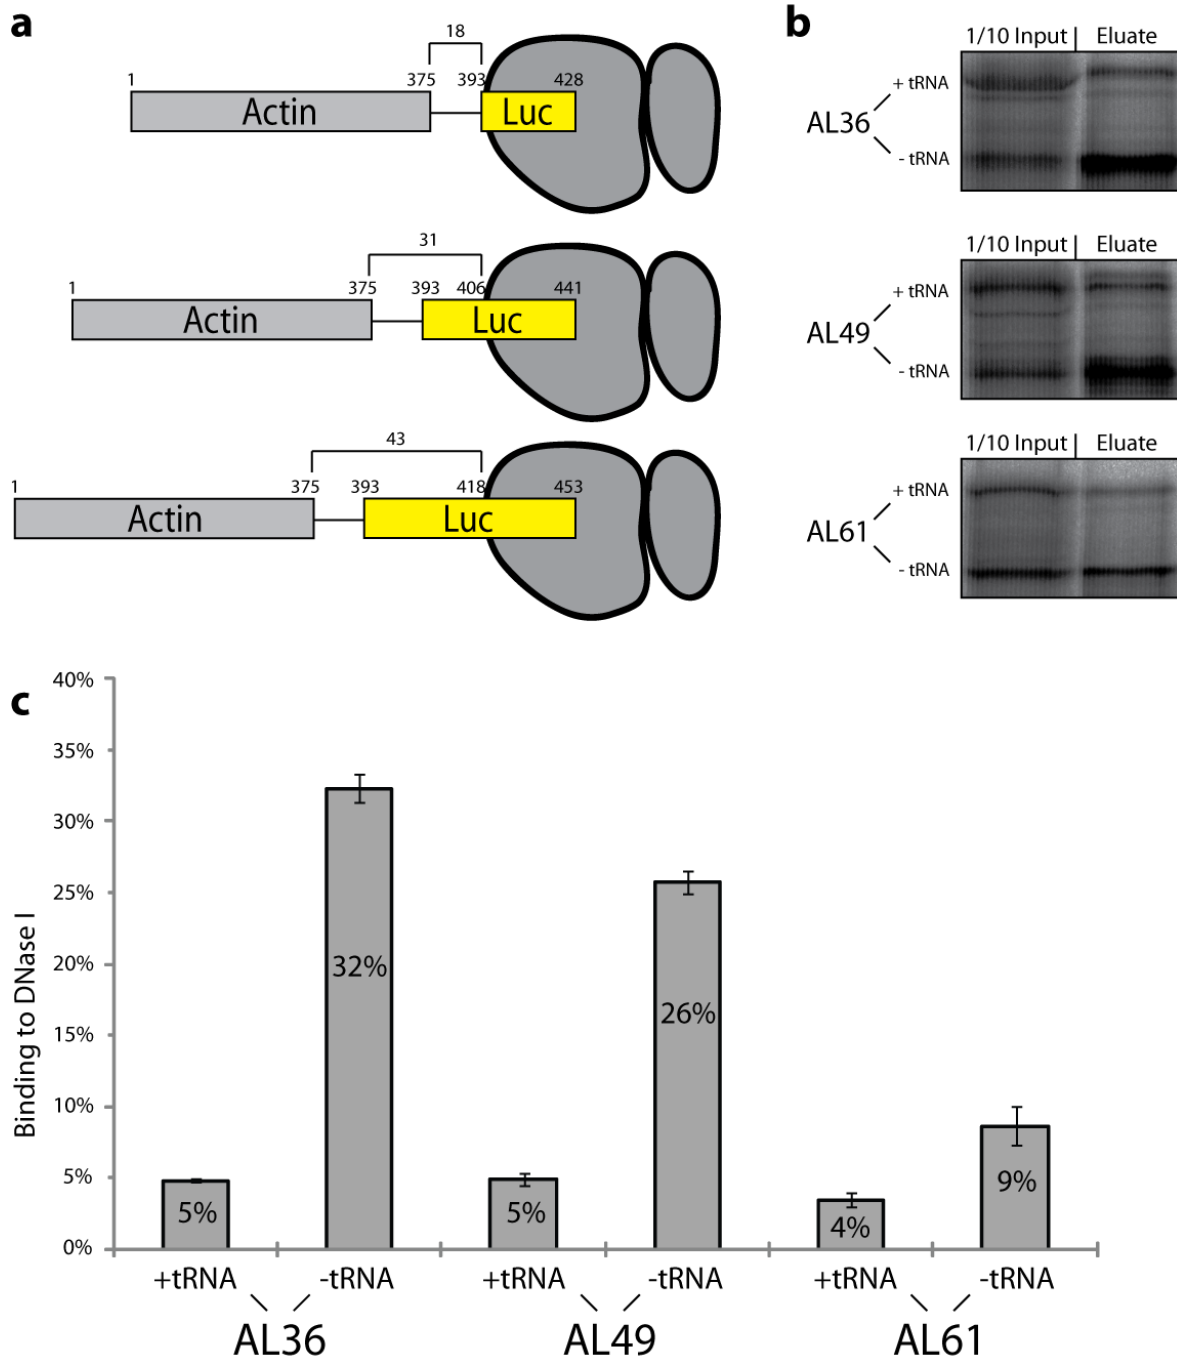 a
18
1 375 393 428
Actin Luc
31
1 375 393 406 441
Actin Luc
43
1 375 393 418 453
Actin Luc
b
1/10 Input | Eluate
+ tRNA
AL36
- tRNA
1/10 Input | Eluate
+ tRNA
AL49
- tRNA
1/10 Input | Eluate
+ tRNA
AL61
- tRNA
c
Binding to DNase I
40%
35%
30%
25%
20%
15%
10%
5%
0%
5%
32%
5%
26%
4%
9%
+tRNA -tRNA +tRNA -tRNA +tRNA -tRNA
AL36 AL49 AL61